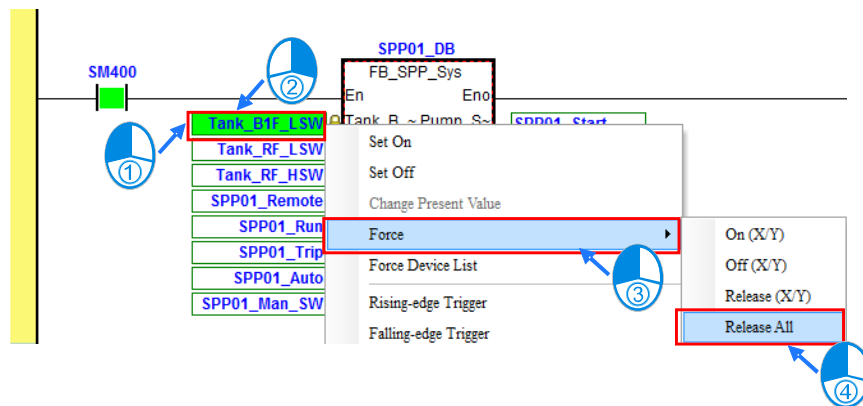 SPP01_DB
SM400
FB_SPP_Sys
②
En Eno
Tank_B1F_LSW Tank_B_~ Pump_S~ SPP01_Start
Tank_RF_LSW
Tank_RF_HSW
SPP01_Remote
SPP01_Run
SPP01_Trip
SPP01_Auto
SPP01_Man_SW
①
Set On
Set Off
Change Present Value
Force
Force Device List
Rising-edge Trigger
Falling-edge Trigger
③
On (X/Y)
Off (X/Y)
Release (X/Y)
Release All
④